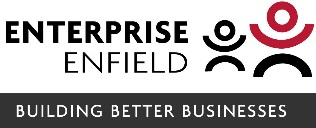 ENTERPRISE
ENFIELD
BUILDING BETTER BUSINESSES